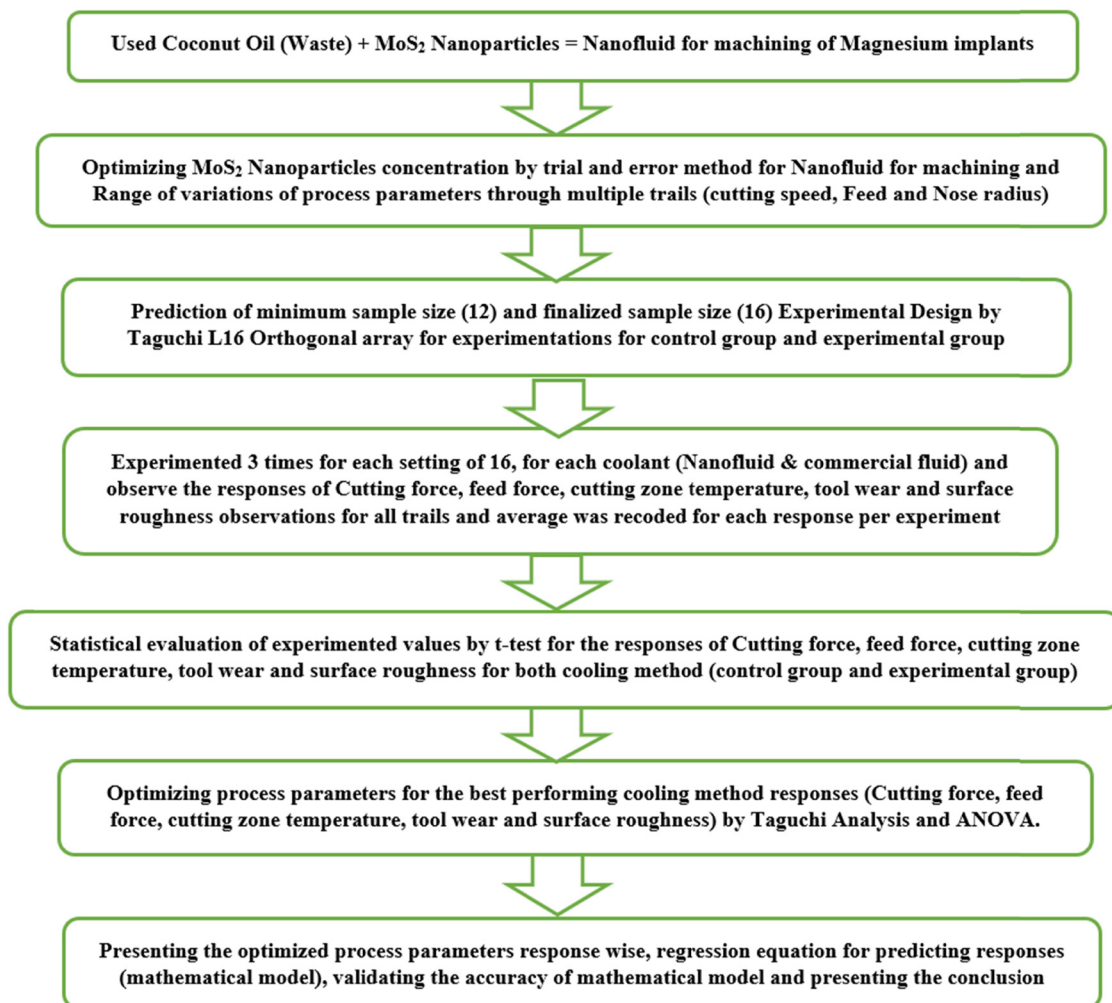 Used Coconut Oil (Waste) + MoS₂ Nanoparticles = Nanofluid for machining of Magnesium implants
Optimizing MoS₂ Nanoparticles concentration by trial and error method for Nanofluid for machining and
Range of variations of process parameters through multiple trails (cutting speed, Feed and Nose radius)
Prediction of minimum sample size (12) and finalized sample size (16) Experimental Design by
Taguchi L16 Orthogonal array for experimentations for control group and experimental group
Experimented 3 times for each setting of 16, for each coolant (Nanofluid & commercial fluid) and
observe the responses of Cutting force, feed force, cutting zone temperature, tool wear and surface
roughness observations for all trails and average was recoded for each response per experiment
Statistical evaluation of experimented values by t-test for the responses of Cutting force, feed force, cutting zone
temperature, tool wear and surface roughness for both cooling method (control group and experimental group)
Optimizing process parameters for the best performing cooling method responses (Cutting force, feed
force, cutting zone temperature, tool wear and surface roughness) by Taguchi Analysis and ANOVA.
Presenting the optimized process parameters response wise, regression equation for predicting responses
(mathematical model), validating the accuracy of mathematical model and presenting the conclusion